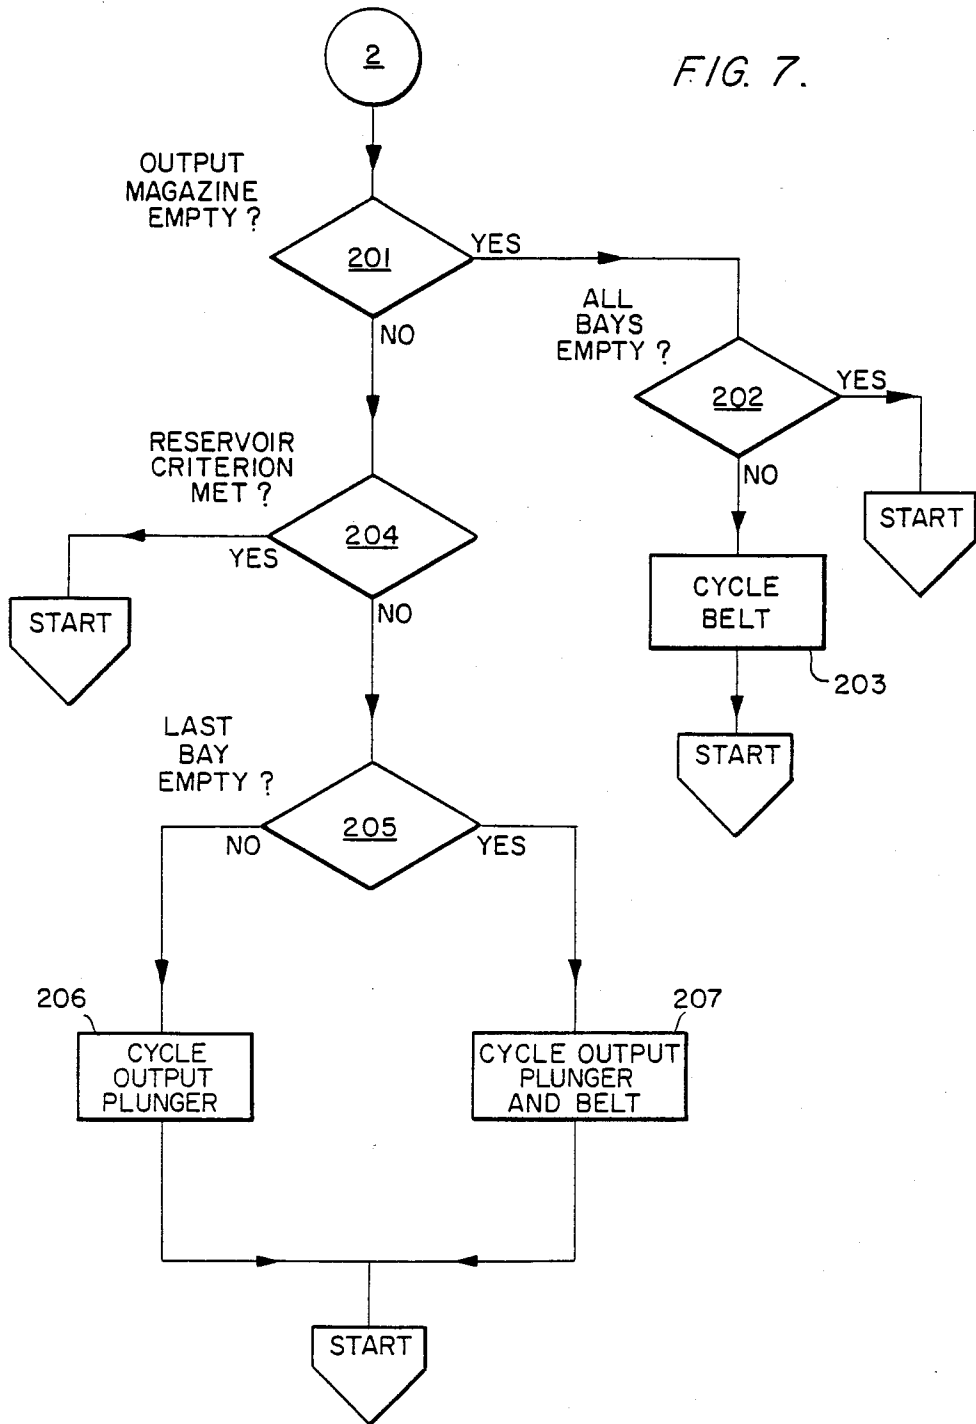 2
FIG. 7.
OUTPUT
MAGAZINE
EMPTY ?
201
YES
NO
ALL
BAYS
EMPTY ?
202
YES
NO
START
RESERVOIR
CRITERION
MET ?
204
YES
NO
START
CYCLE
BELT
203
START
LAST
BAY
EMPTY ?
205
NO
YES
206
CYCLE
OUTPUT
PLUNGER
207
CYCLE OUTPUT
PLUNGER
AND BELT
START